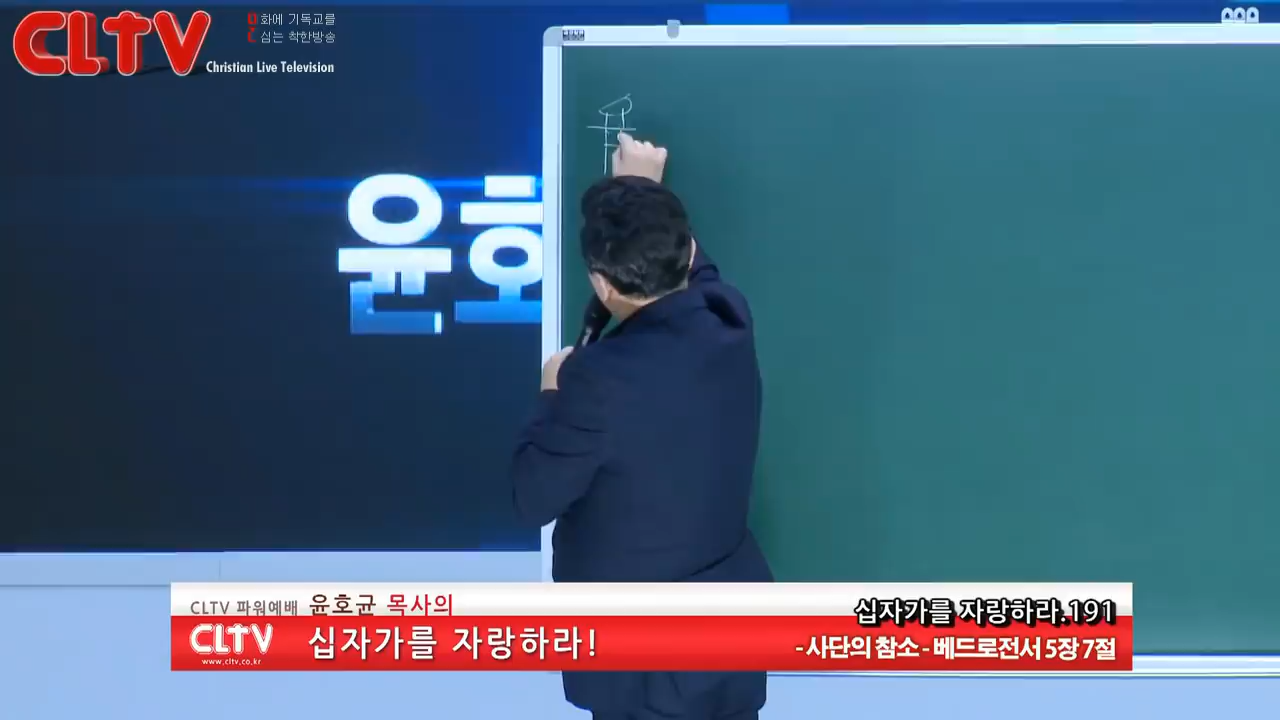 CLTV
문화에 기독교를
심는 착한방송
Christian Live Television
윤호
CLTV 파워예배 윤호균 목사의
십자가를 자랑하라.191
CLTV
www.cltv.co.kr
십자가를 자랑하라!
- 사단의 참소 - 베드로전서 5장 7절